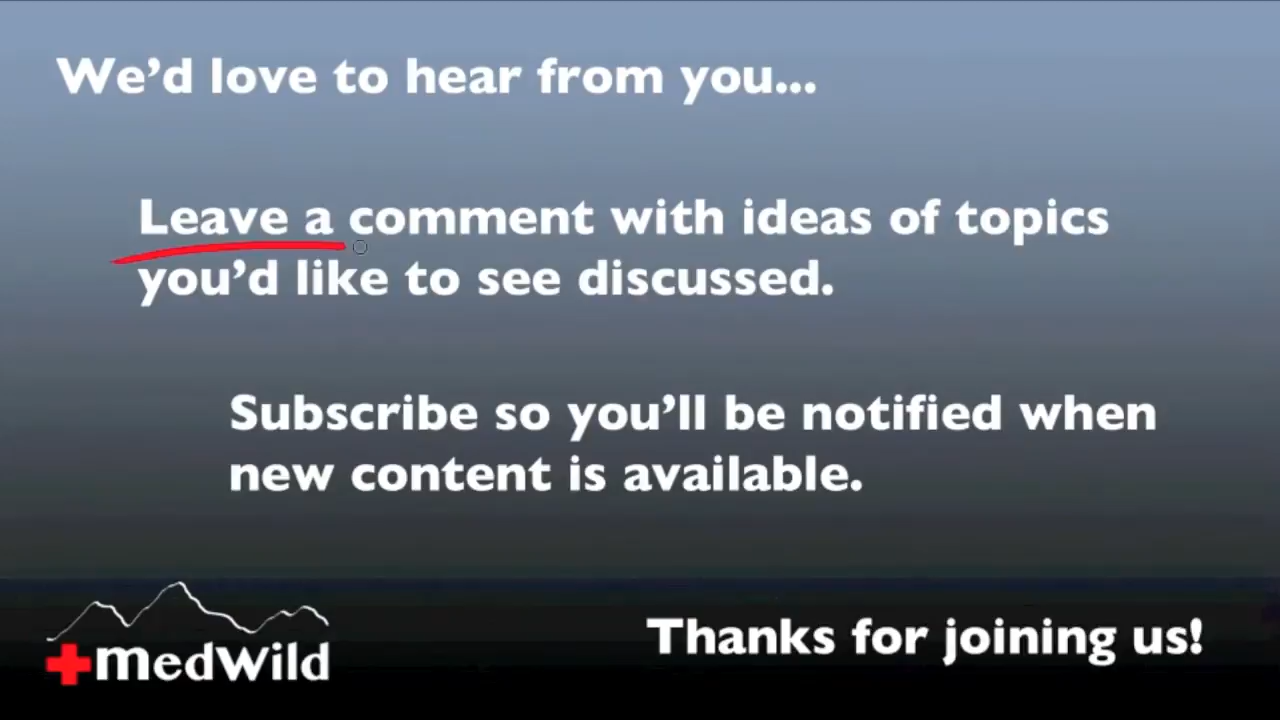 We’d love to hear from you...
Leave a comment with ideas of topics
you’d like to see discussed.
Subscribe so you’ll be notified when
new content is available.
medWild
Thanks for joining us!